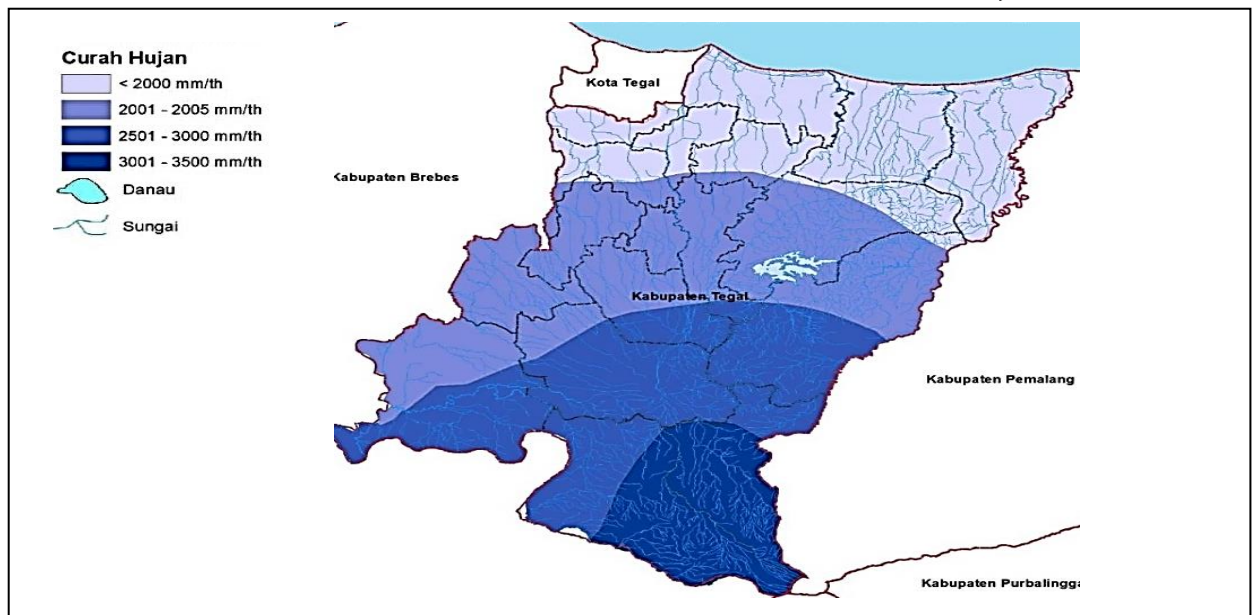 Curah Hujan
< 2000 mm/th
2001 - 2005 mm/th
2501 - 3000 mm/th
3001 - 3500 mm/th
Danau
Sungai
Kota Tegal
Kabupaten Brebes
Kabupaten Tegal
Kabupaten Pemalang
Kabupaten Purbalingga